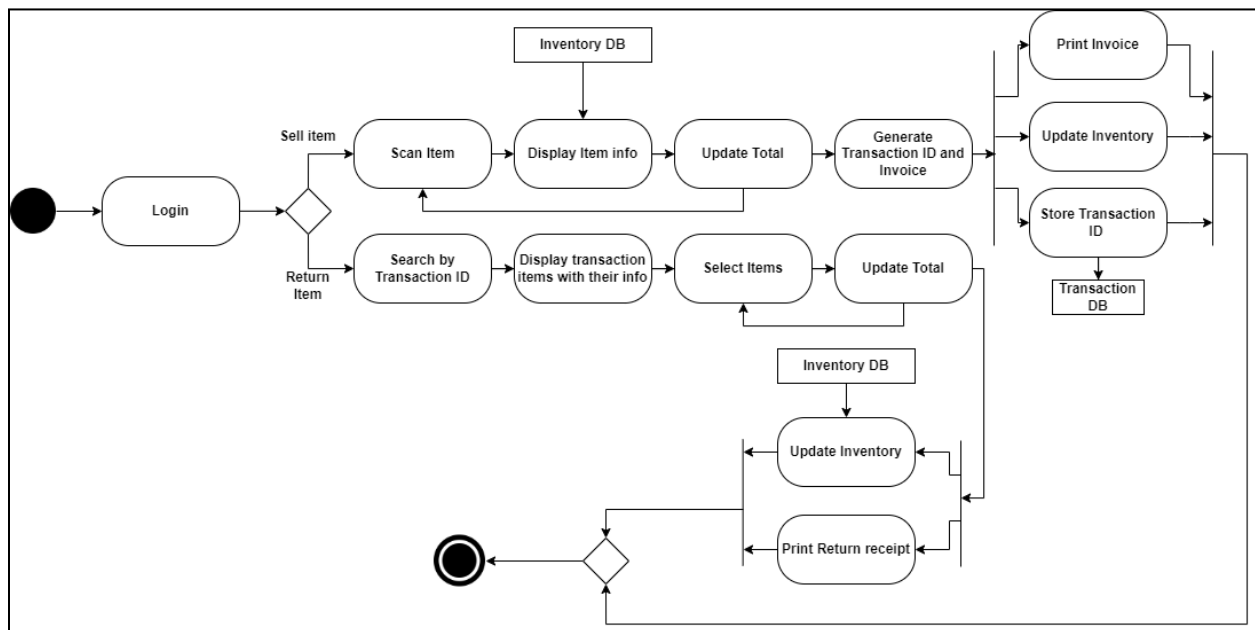 Inventory DB
Print Invoice
Sell item
Scan Item
Display Item info
Update Total
Generate
Transaction ID and
Invoice
Update Inventory
Login
Store Transaction
ID
Return
Item
Search by
Transaction ID
Display transaction
items with their info
Select Items
Update Total
Transaction
DB
Inventory DB
Update Inventory
Print Return receipt